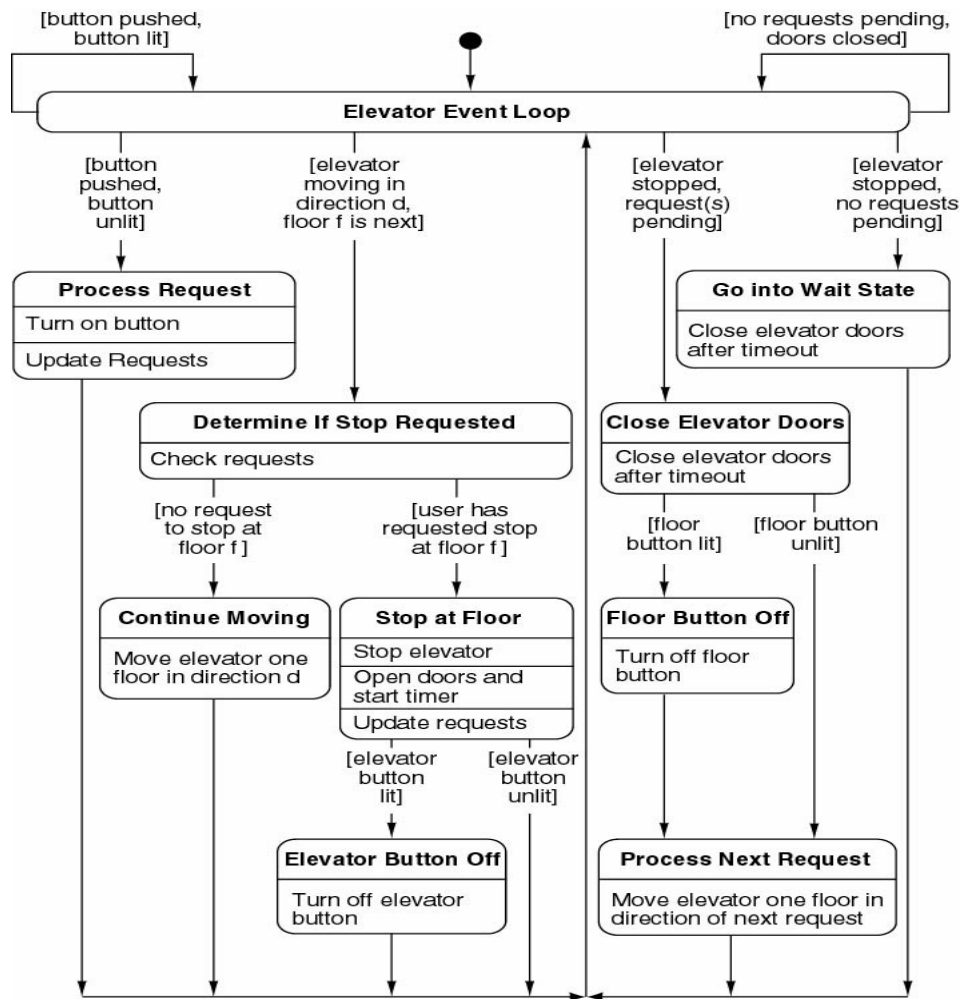 [button pushed,
button lit]
[no requests pending,
doors closed]
Elevator Event Loop
[button
pushed,
button
unlit]
[elevator
moving in
direction d,
floor f is next]
[elevator
stopped,
request(s)
pending]
[elevator
stopped,
no requests
pending]
Process Request
Turn on button
Update Requests
Go into Wait State
Close elevator doors
after timeout
Determine If Stop Requested
Check requests
Close Elevator Doors
Close elevator doors
after timeout
[no request
to stop at
floor f ]
[user has
requested stop
at floor f ]
[floor
button lit]
[floor button
unlit]
Continue Moving
Move elevator one
floor in direction d
Stop at Floor
Stop elevator
Open doors and
start timer
Update requests
Floor Button Off
Turn off floor
button
[elevator
button
lit]
[elevator
button
unlit]
Elevator Button Off
Turn off elevator
button
Process Next Request
Move elevator one floor in
direction of next request